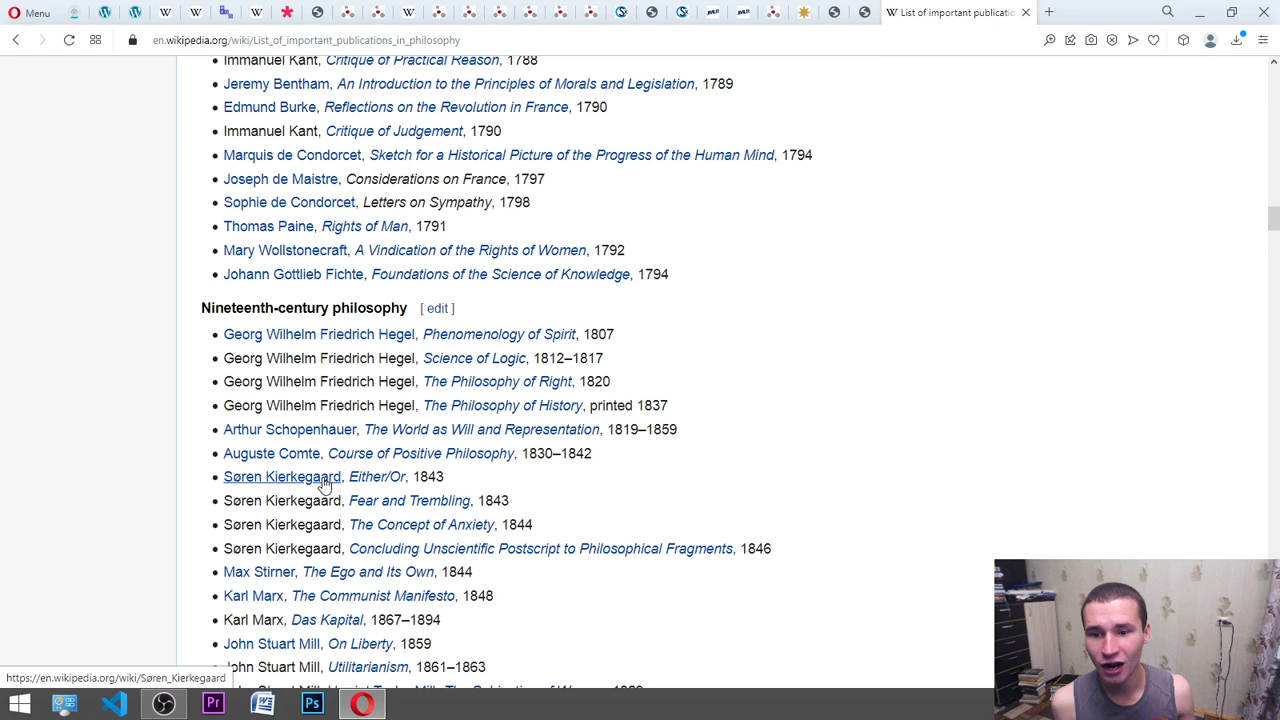 Menu
List of important publicatio
en.wikipedia.org/wiki/List_of_important_publications_in_philosophy
• Immanuel Kant, Critique of Practical Reason, 1788
• Jeremy Bentham, An Introduction to the Principles of Morals and Legislation, 1789
• Edmund Burke, Reflections on the Revolution in France, 1790
• Immanuel Kant, Critique of Judgement, 1790
• Marquis de Condorcet, Sketch for a Historical Picture of the Progress of the Human Mind, 1794
• Joseph de Maistre, Considerations on France, 1797
• Sophie de Condorcet, Letters on Sympathy, 1798
• Thomas Paine, Rights of Man, 1791
• Mary Wollstonecraft, A Vindication of the Rights of Women, 1792
• Johann Gottlieb Fichte, Foundations of the Science of Knowledge, 1794
Nineteenth-century philosophy [ edit ]
• Georg Wilhelm Friedrich Hegel, Phenomenology of Spirit, 1807
• Georg Wilhelm Friedrich Hegel, Science of Logic, 1812–1817
• Georg Wilhelm Friedrich Hegel, The Philosophy of Right, 1820
• Georg Wilhelm Friedrich Hegel, The Philosophy of History, printed 1837
• Arthur Schopenhauer, The World as Will and Representation, 1819–1859
• Auguste Comte, Course of Positive Philosophy, 1830–1842
• Søren Kierkegaard, Either/Or, 1843
• Søren Kierkegaard, Fear and Trembling, 1843
• Søren Kierkegaard, The Concept of Anxiety, 1844
• Søren Kierkegaard, Concluding Unscientific Postscript to Philosophical Fragments, 1846
• Max Stirner, The Ego and Its Own, 1844
• Karl Marx, The Communist Manifesto, 1848
• Karl Marx, Das Kapital, 1867–1894
• John Stuart Mill, On Liberty, 1859
John Stuart Mill, Utilitarianism, 1861–1863
https://en.wikipedia.org/wiki/Søren_Kierkegaard